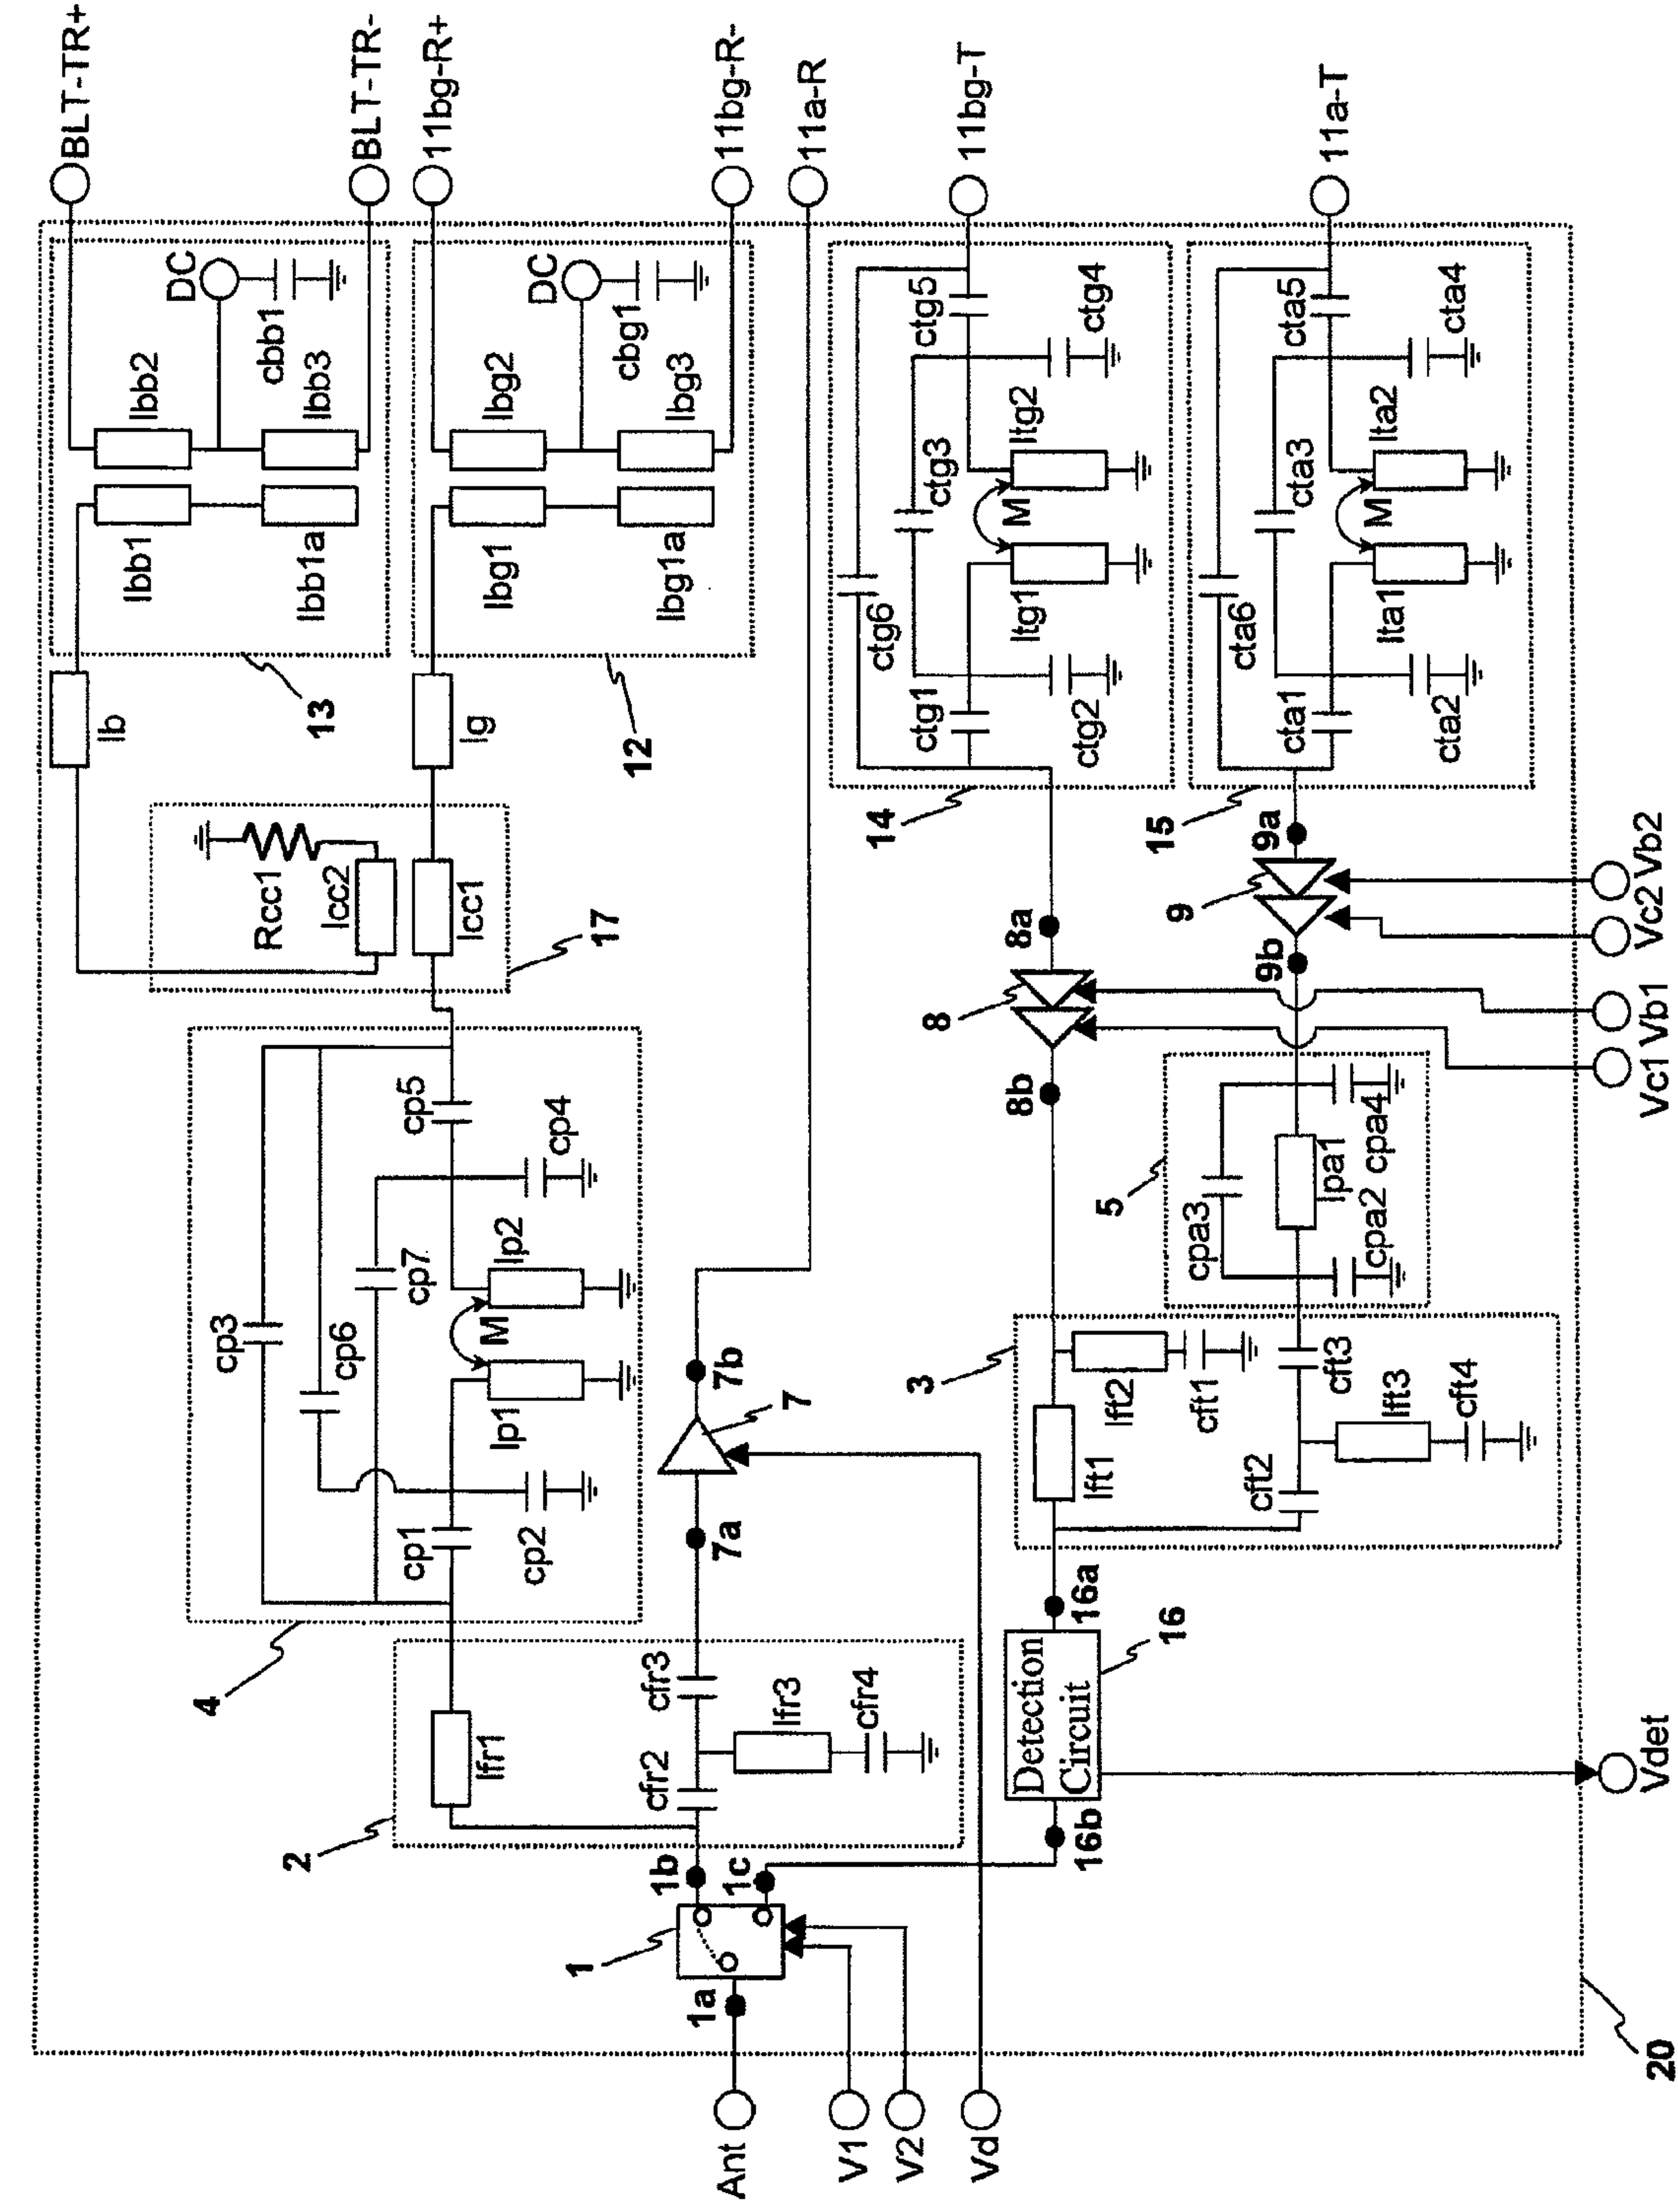 BLT-TR+
BLT-TR-
11bg-R+
11bg-R-
11a-R
11bg-T
11a-T
DC
cbb1
lbb2
lbb3
lbb1
lbb1a
13
lb
DC
cbg1
lbg2
lbg3
lbg1
lbg1a
12
lg
Rcc1
lcc2
lcc1
17
cp3
cp6
cp7
cp5
cp4
lp2
M
lp1
cp1
cp2
4
ctg5
ctg4
ctg3
ltg2
M
ltg1
ctg6
ctg1
ctg2
14
cta5
cta4
cta3
lta2
M
lta1
cta6
cta1
cta2
15
8a
8
8b
9a
9
9b
Vb2
Vc2
Vb1
Vc1
5
cpa3
cpa4
lpa1
cpa2
3
lft2
cft1
lft1
cft3
lft3
cft4
cft2
7b
7
7a
2
lfr1
cfr3
lfr3
cfr4
cfr2
16a
16
Detection
Circuit
16b
Vdet
1b
1c
1
1a
Ant
V1
V2
Vd
20